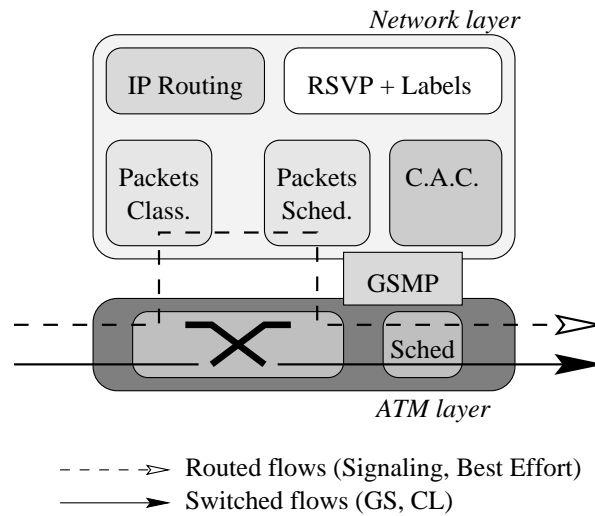 Network layer
IP Routing
RSVP + Labels
Packets
Class.
Packets
Sched.
C.A.C.
GSMP
Sched
ATM layer
Routed flows (Signaling, Best Effort)
Switched flows (GS, CL)